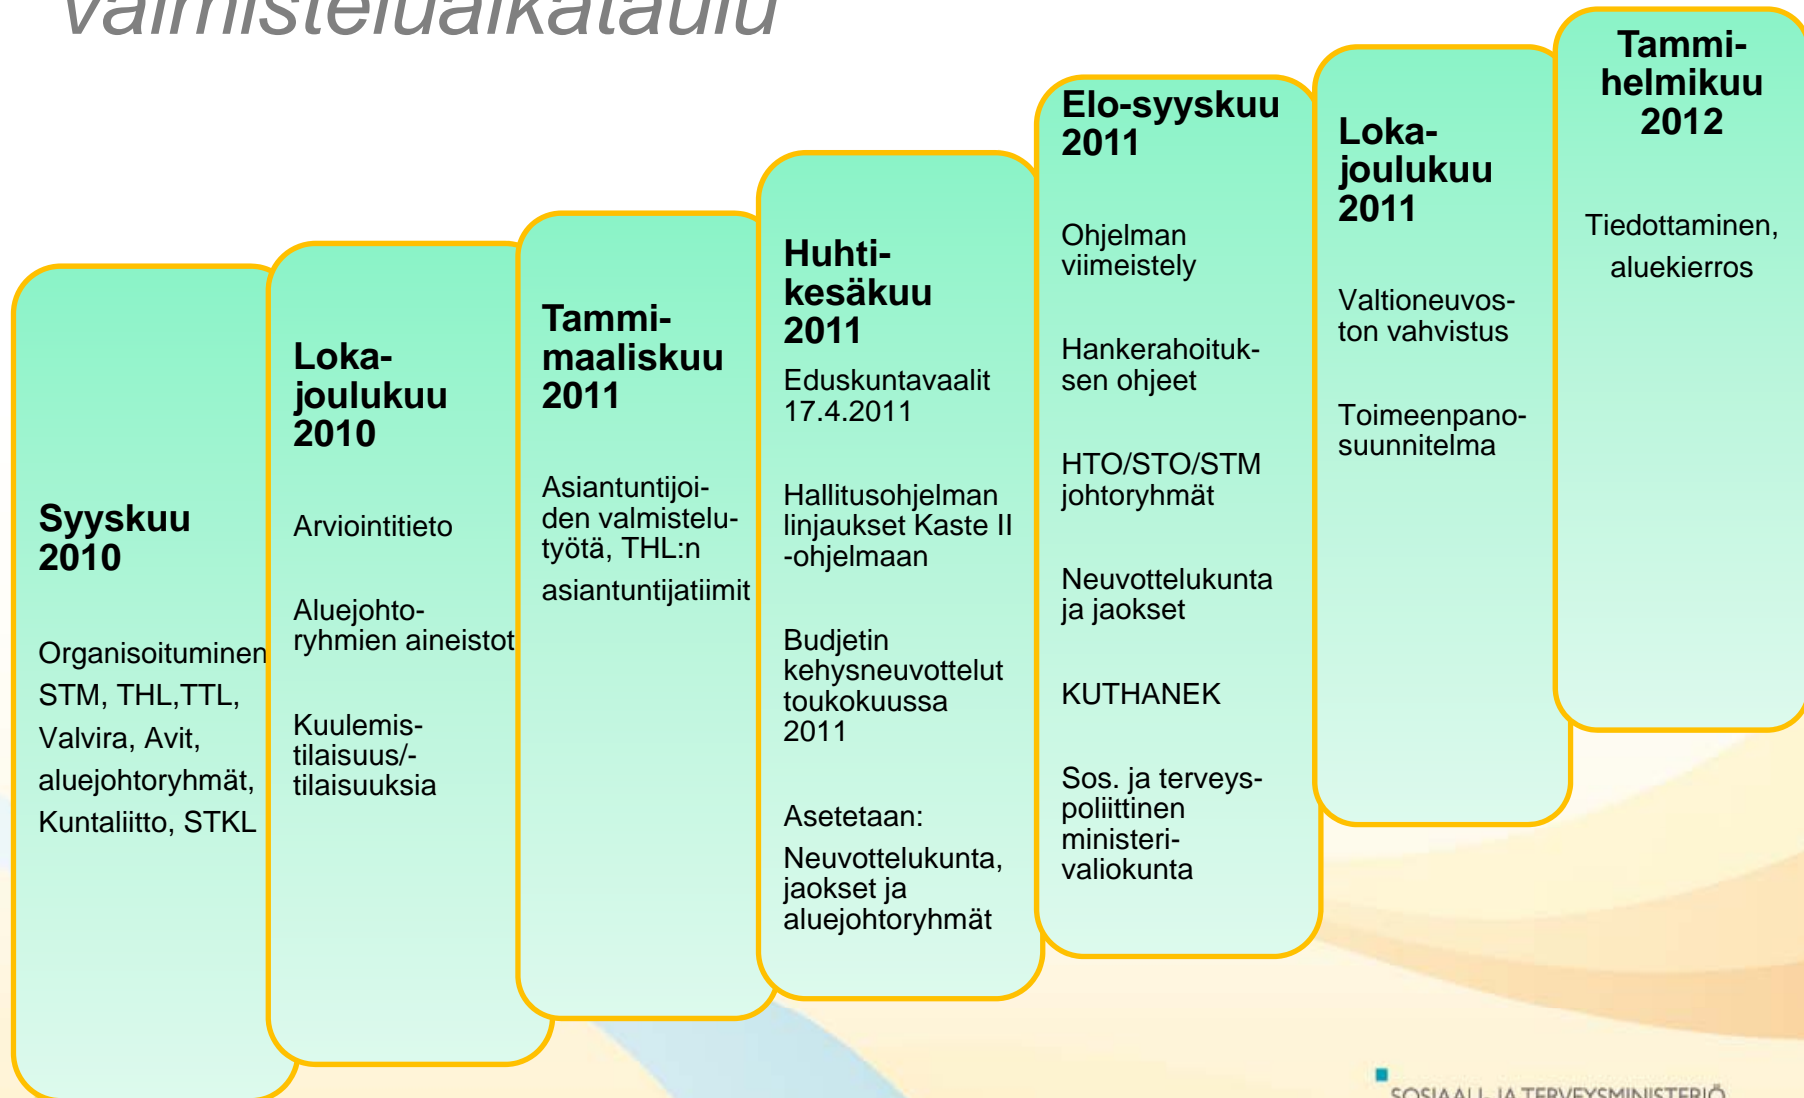 valmisteluaikataulu
Syyskuu
2010
Organisoituminen
STM, THL,TTL,
Valvira, Avit,
aluejohtoryhmät,
Kuntaliitto, STKL
Loka-
joulukuu
2010
Arviointitieto
Aluejohto-
ryhmien aineistot
Kuulemis-
tilaisuus/-
tilaisuuksia
Tammi-
maaliskuu
2011
Asiantuntijoi-
den valmistelu-
työtä, THL:n
asiantuntijatiimit
Huhti-
kesäkuu
2011
Eduskuntavaalit
17.4.2011
Hallitusohjelman
linjaukset Kaste II
-ohjelmaan
Budjetin
kehysneuvottelut
toukokuussa
2011
Asetetaan:
Neuvottelukunta,
jaokset ja
aluejohtoryhmät
Elo-syyskuu
2011
Ohjelman
viimeistely
Hankerahoituk-
sen ohjeet
HTO/STO/STM
johtoryhmät
Neuvottelukunta
ja jaokset
KUTHANEK
Sos. ja terveys-
poliittinen
ministeri-
valiokunta
Loka-
joulukuu
2011
Valtioneuvos-
ton vahvistus
Toimeenpano-
suunnitelma
Tammi-
helmikuu
2012
Tiedottaminen,
aluekierros
SOSIAALI- JA TERVEYSMINISTERIÖ